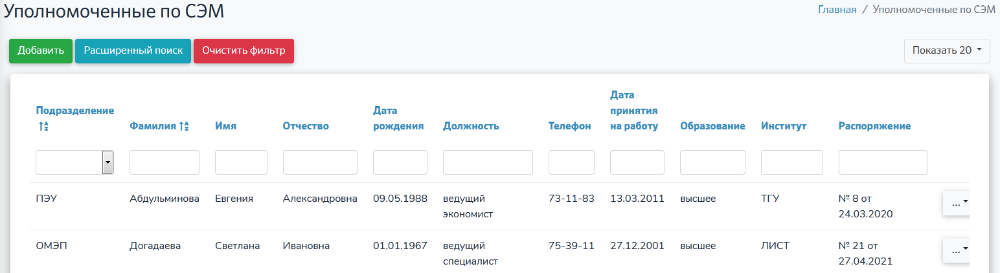 Уполномоченные по СЭМ
Главная / Уполномоченные по СЭМ
Добавить Расширенный поиск Очистить фильтр Показать 20
Подразделение Фамилия Имя Отчество Дата рождения Должность Телефон Дата принятия на работу Образование Институт Распоряжение
ПЭУ Абдульминова Евгения Александровна 09.05.1988 ведущий экономист 73-11-83 13.03.2011 высшее ТГУ № 8 от 24.03.2020 ...
ОМЭП Догадаева Светлана Ивановна 01.01.1967 ведущий специалист 75-39-11 27.12.2001 высшее ЛИСТ № 21 от 27.04.2021 ...